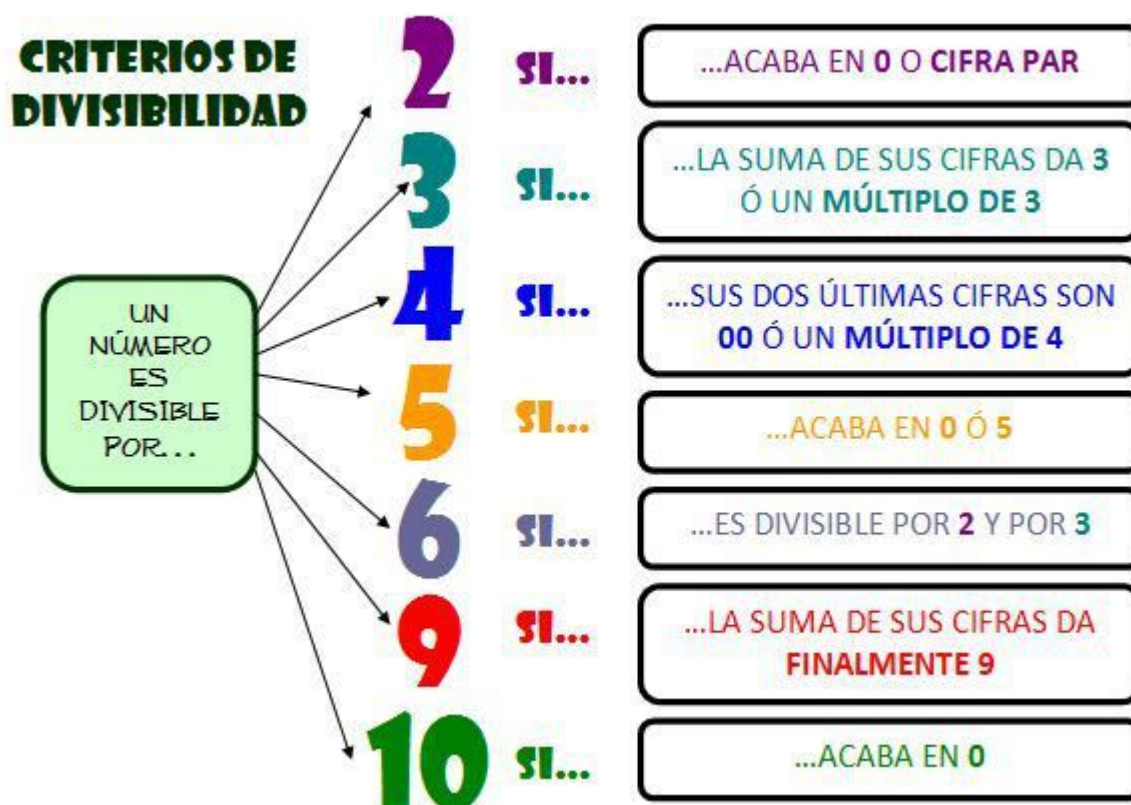 CRITERIOS DE
DIVISIBILIDAD
UN
NÚMERO
ES
DIVISIBLE
POR...
2 SI... ...ACABA EN 0 O CIFRA PAR
3 SI... ...LA SUMA DE SUS CIFRAS DA 3
Ó UN MÚLTIPLO DE 3
4 SI... ...SUS DOS ÚLTIMAS CIFRAS SON
00 Ó UN MÚLTIPLO DE 4
5 SI... ...ACABA EN 0 Ó 5
6 SI... ...ES DIVISIBLE POR 2 Y POR 3
9 SI... ...LA SUMA DE SUS CIFRAS DA
FINALMENTE 9
10 SI... ...ACABA EN 0